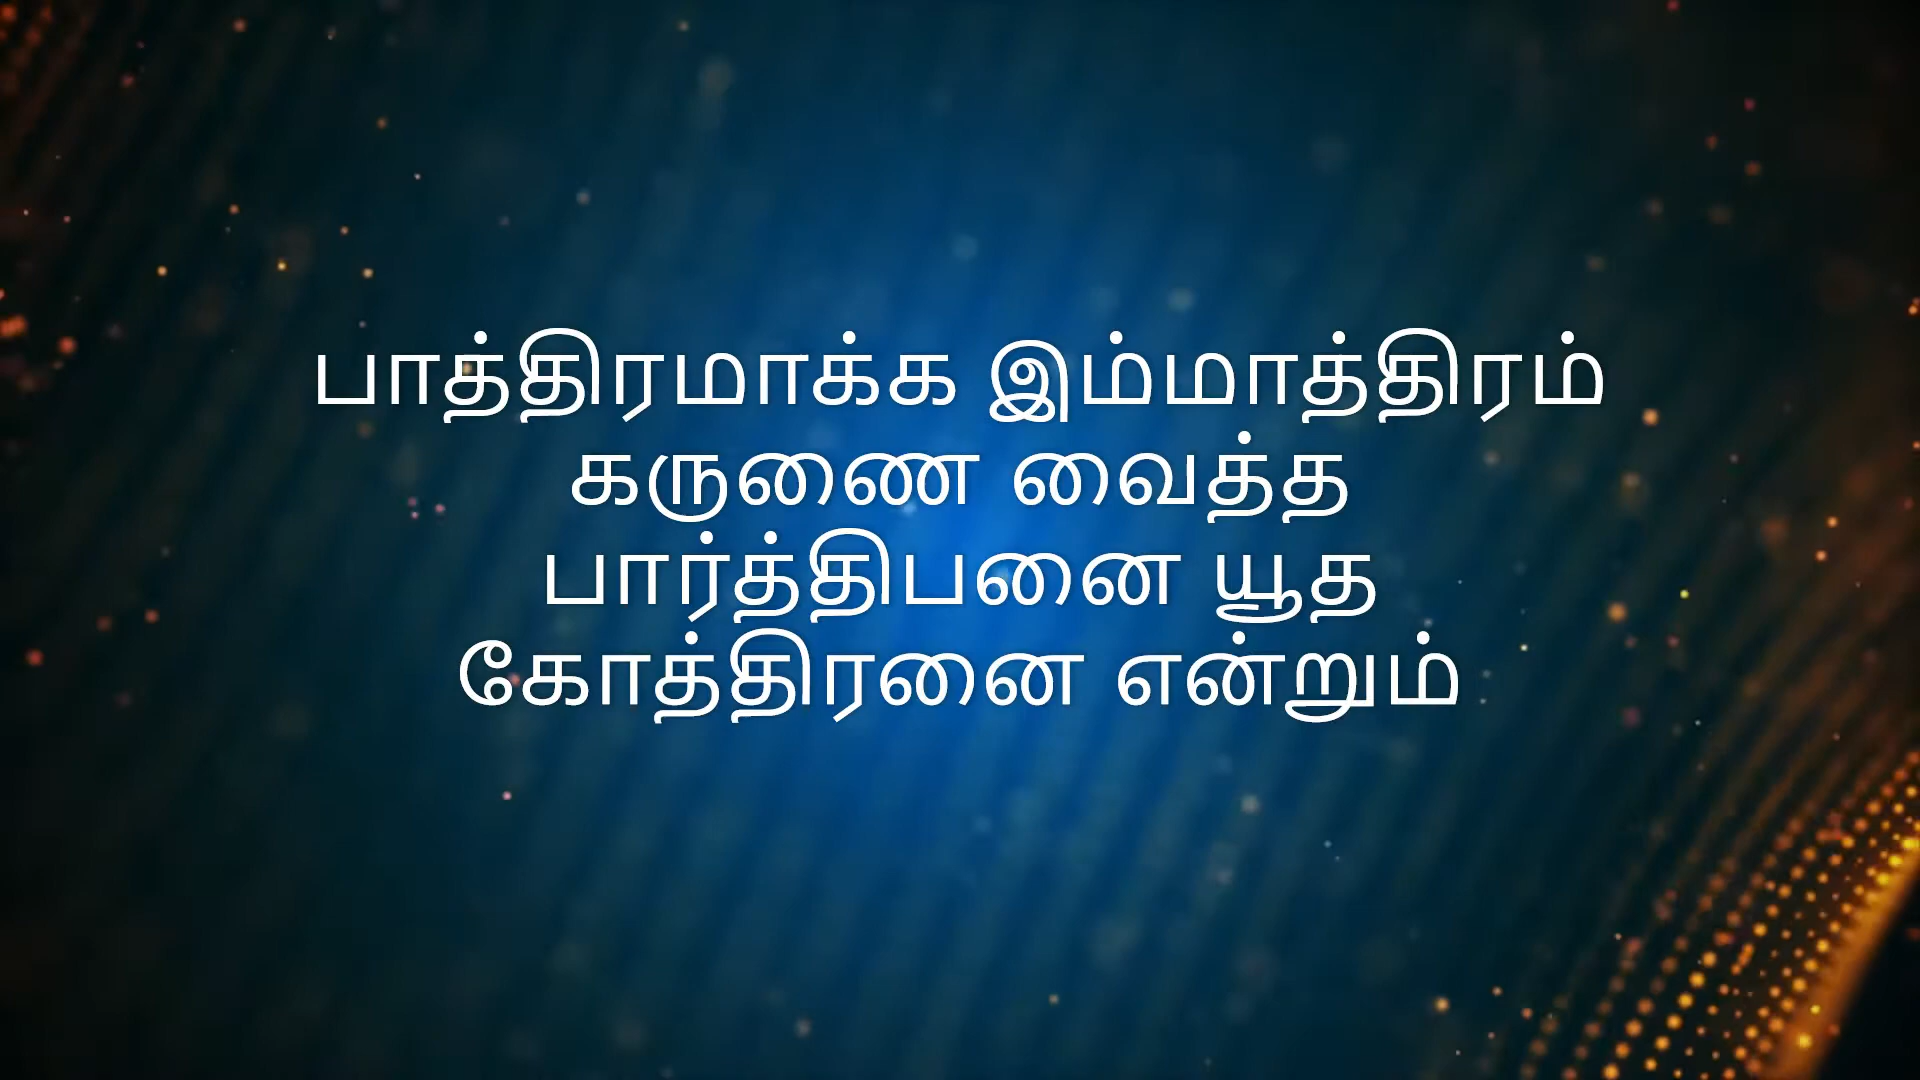 பாத்திரமாக்க இம்மாத்திரம்
கருணை வைத்த
பார்த்திபனை யூத
கோத்திரனை என்றும்